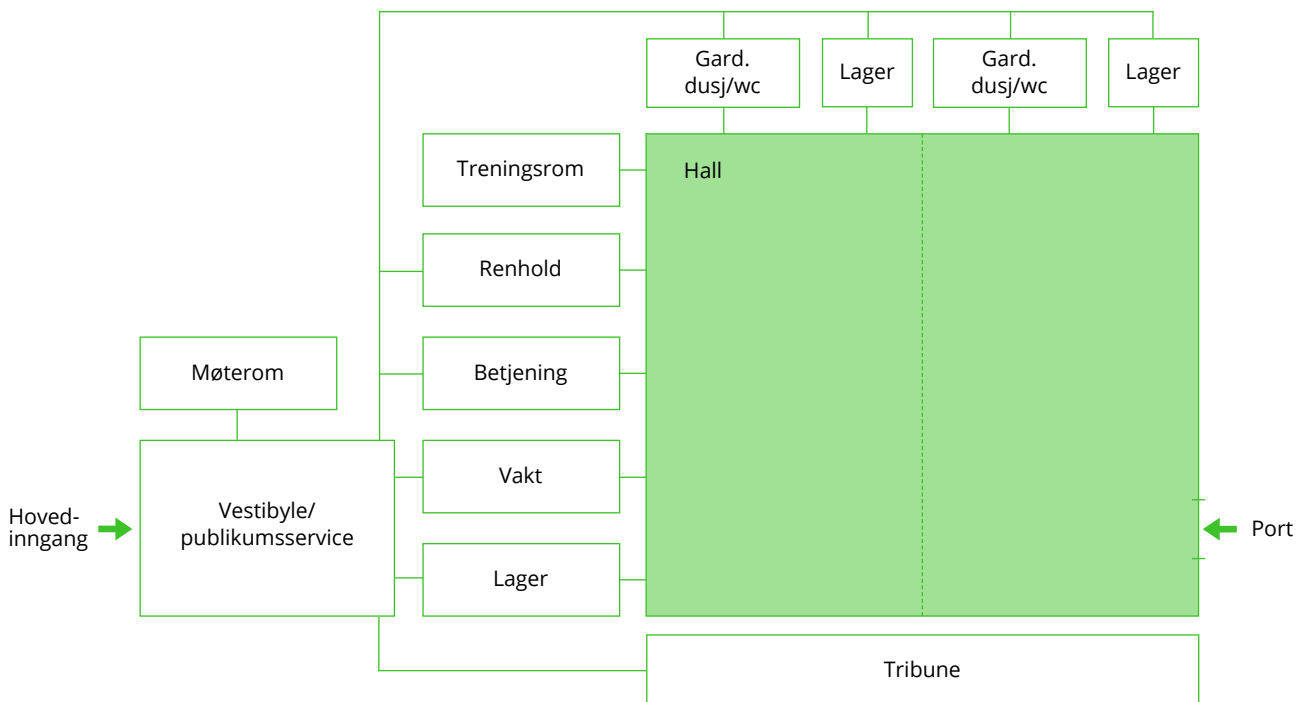 Gard.
dusj/wc
Lager
Gard.
dusj/wc
Lager
Treningsrom
Hall
Renhold
Møterom
Betjening
Vakt
Hoved-
inngang
Vestibyle/
publikumsservice
Port
Lager
Tribune